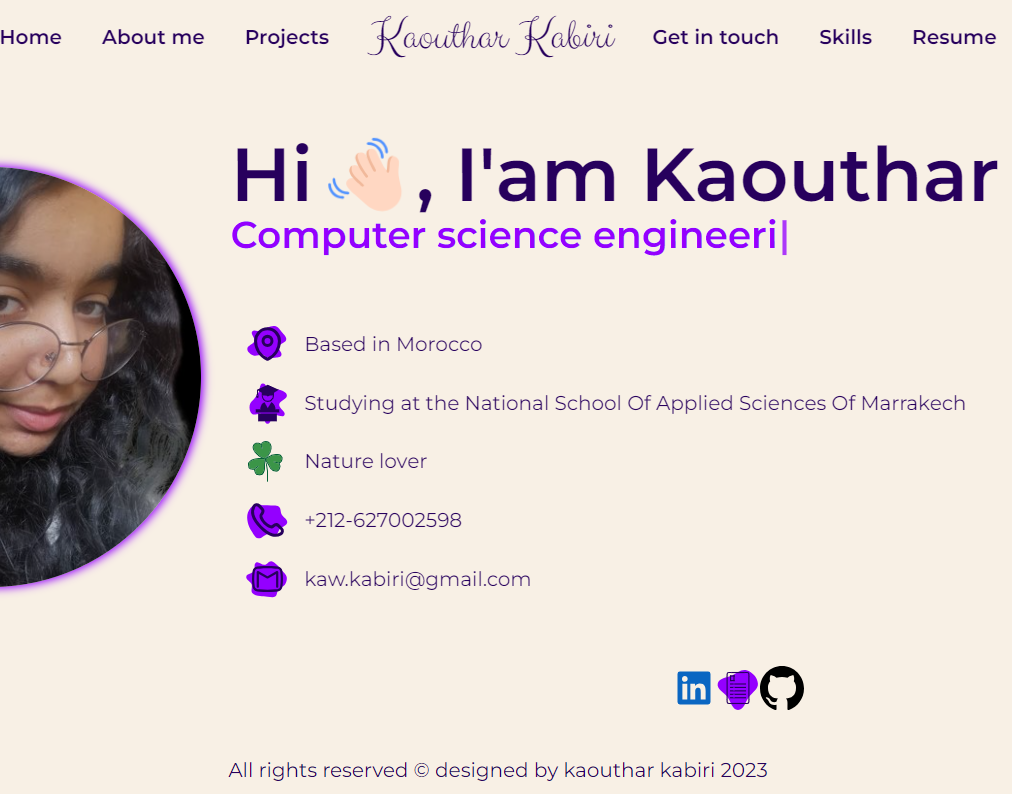 Home About me Projects Kaouthar Kabiri Get in touch Skills Resume
Hi 👋🏻, I'am Kaouthar
Computer science engineeri|
Based in Morocco
Studying at the National School Of Applied Sciences Of Marrakech
Nature lover
+212-627002598
kaw.kabiri@gmail.com
in
All rights reserved © designed by kaouthar kabiri 2023